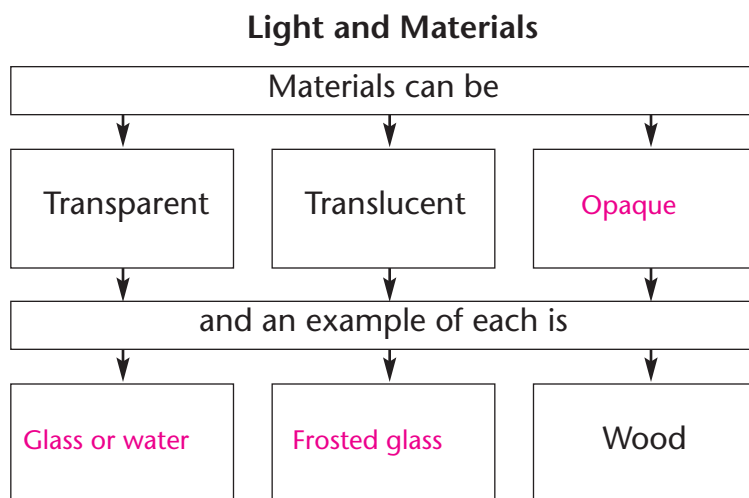 Light and Materials
Materials can be
Transparent
Translucent
Opaque
and an example of each is
Glass or water
Frosted glass
Wood